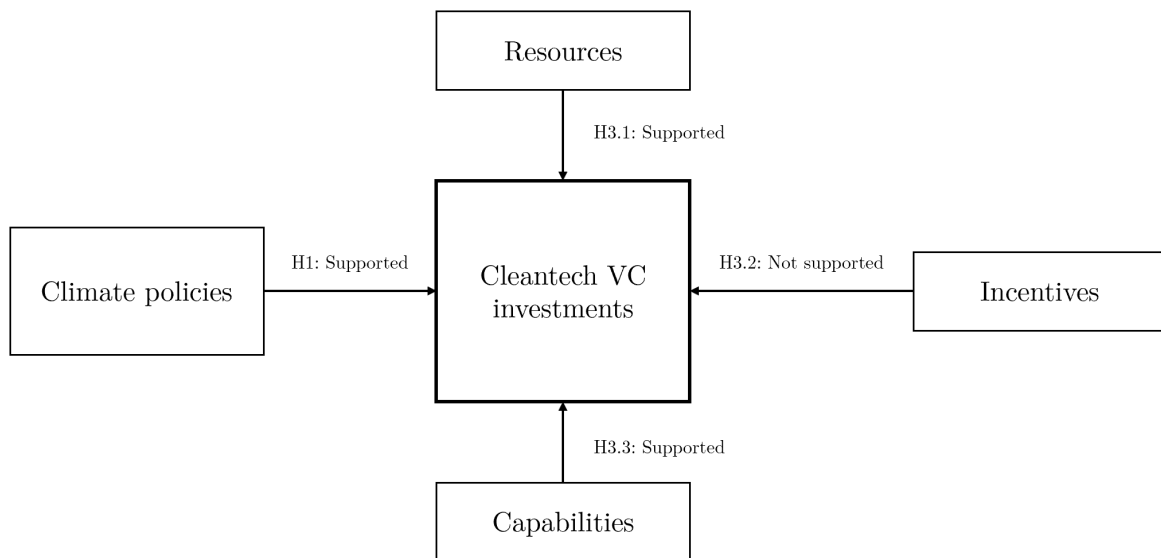 Resources
H3.1: Supported
Climate policies
H1: Supported
Cleantech VC
investments
H3.2: Not supported
Incentives
H3.3: Supported
Capabilities